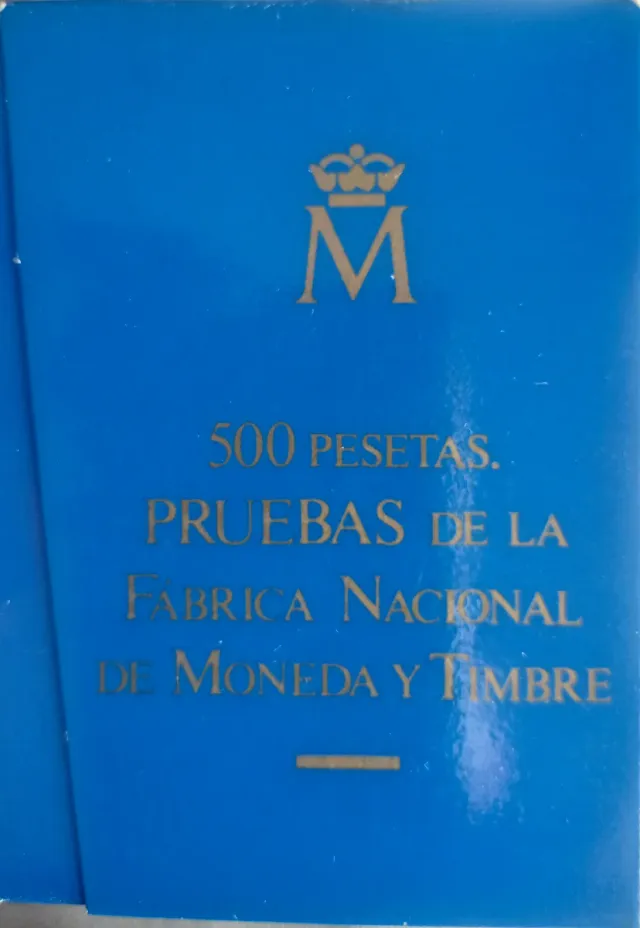 M
500 PESETAS.
PRUEBAS DE LA
FÁBRICA NACIONAL
DE MONEDA Y TIMBRE